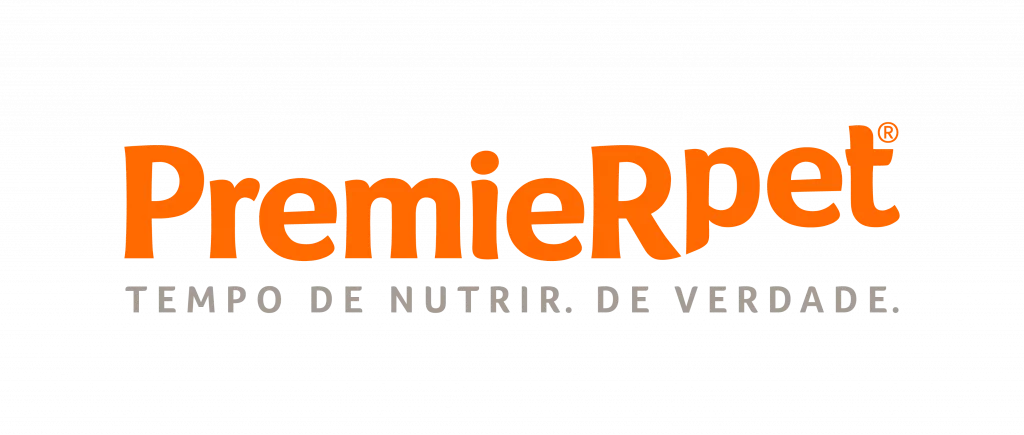 PremieRpet®
TEMPO DE NUTRIR. DE VERDADE.